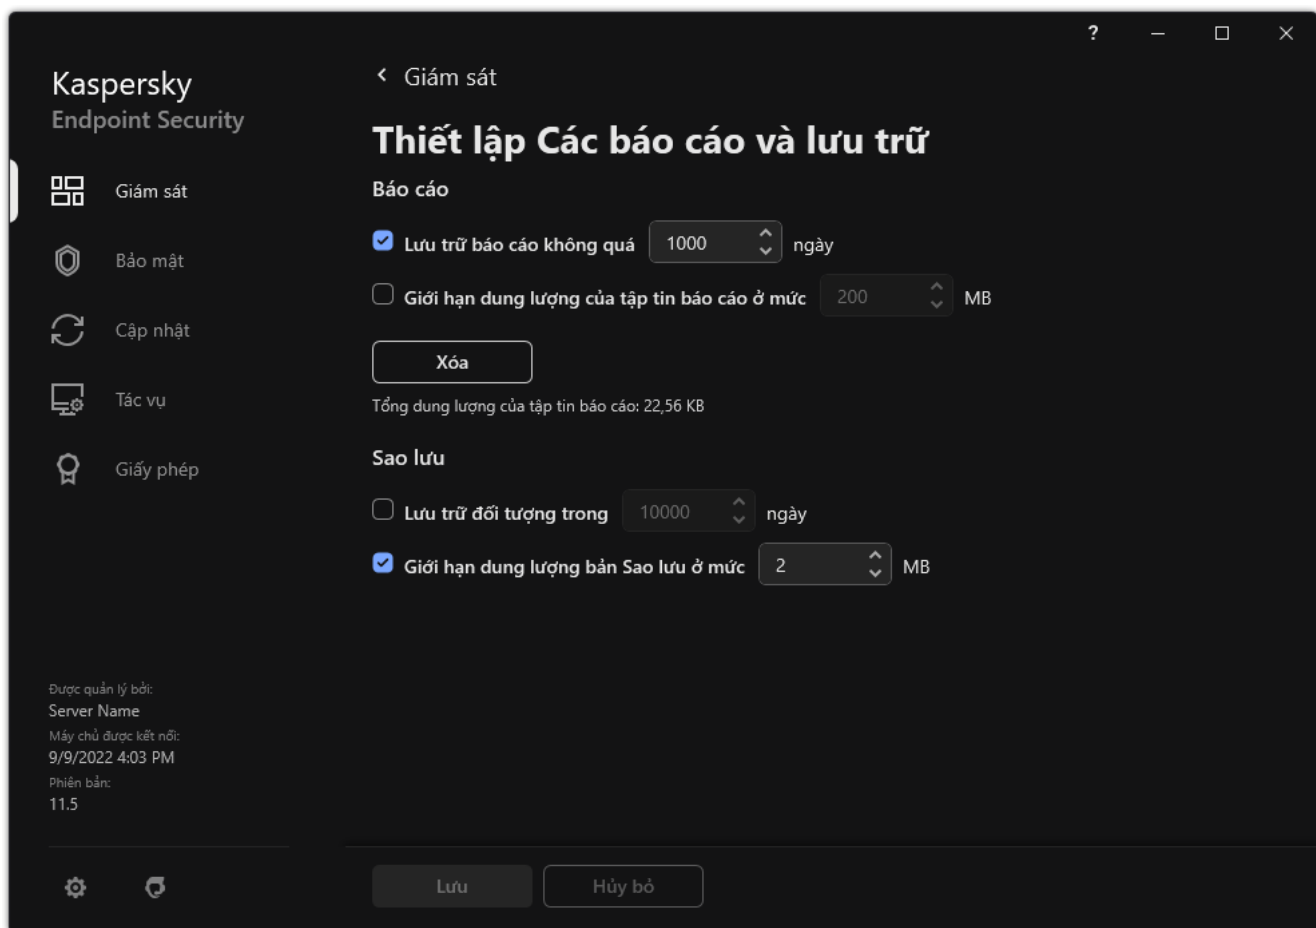 ?
Kaspersky
Endpoint Security
Giám sát
Bảo mật
Cập nhật
Tác vụ
Giấy phép
Được quản lý bởi:
Server Name
Máy chủ được kết nối:
9/9/2022 4:03 PM
Phiên bản:
11.5
Giám sát
Thiết lập Các báo cáo và lưu trữ
Báo cáo
Lưu trữ báo cáo không quá 1000 ngày
Giới hạn dung lượng của tập tin báo cáo ở mức 200 MB
Xóa
Tổng dung lượng của tập tin báo cáo: 22,56 KB
Sao lưu
Lưu trữ đối tượng trong 10000 ngày
Giới hạn dung lượng bản Sao lưu ở mức 2 MB
Lưu Hủy bỏ